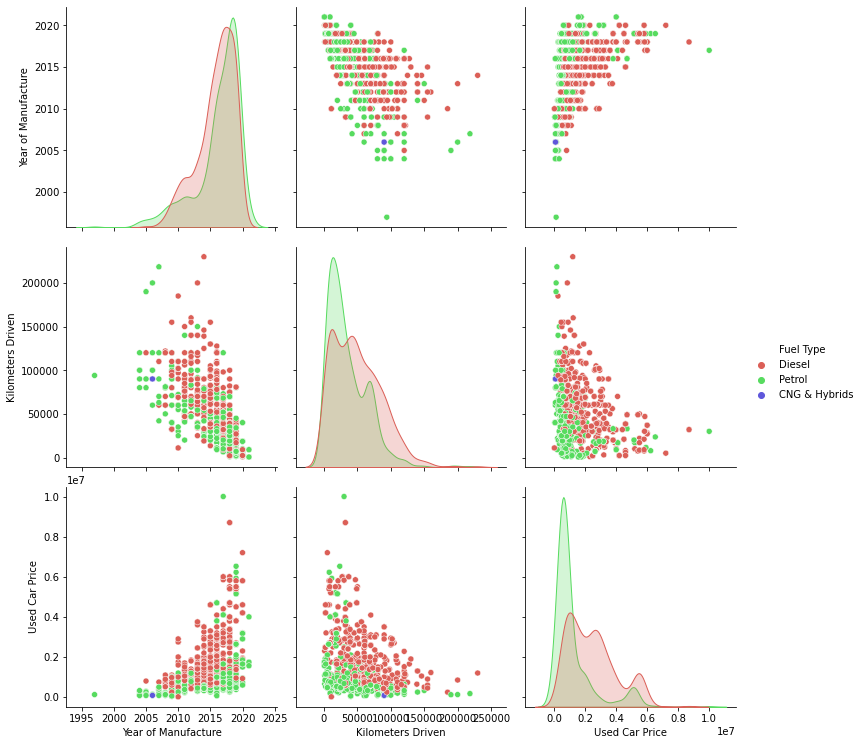 2020
2015
2010
2005
2000
Year of Manufacture
200000
150000
100000
50000
0
Kilometers Driven
Fuel Type
Diesel
Petrol
CNG & Hybrids
1e7
1.0
0.8
0.6
0.4
0.2
0.0
Used Car Price
1995 2000 2005 2010 2015 2020 2025
Year of Manufacture
0 50000 100000 150000 200000 250000
Kilometers Driven
0.0 0.2 0.4 0.6 0.8 1.0
1e7
Used Car Price